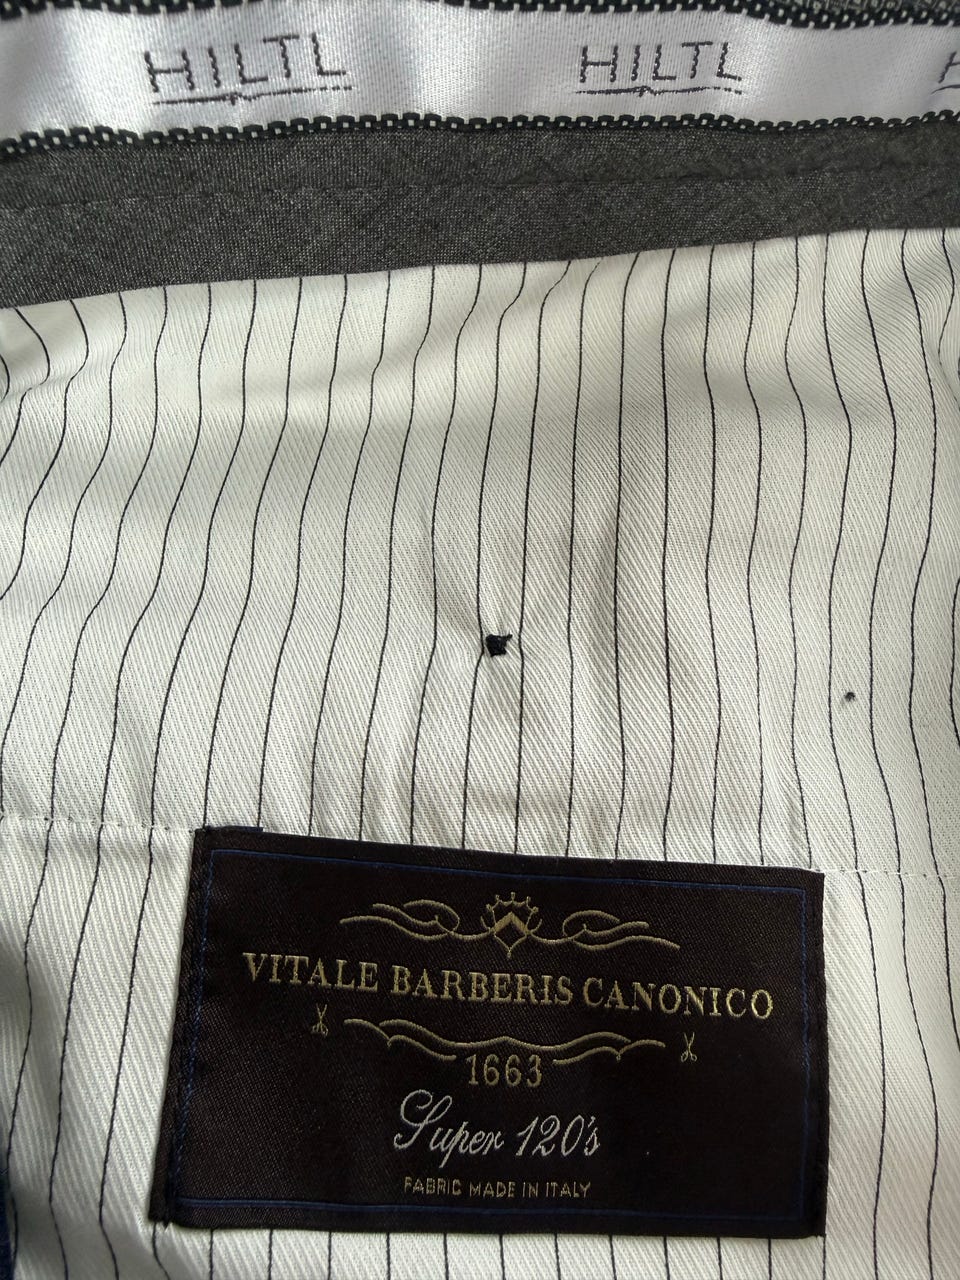 HILTL HILTL H
VITALE BARBERIS CANONICO
1663
Super 120's
FABRIC MADE IN ITALY